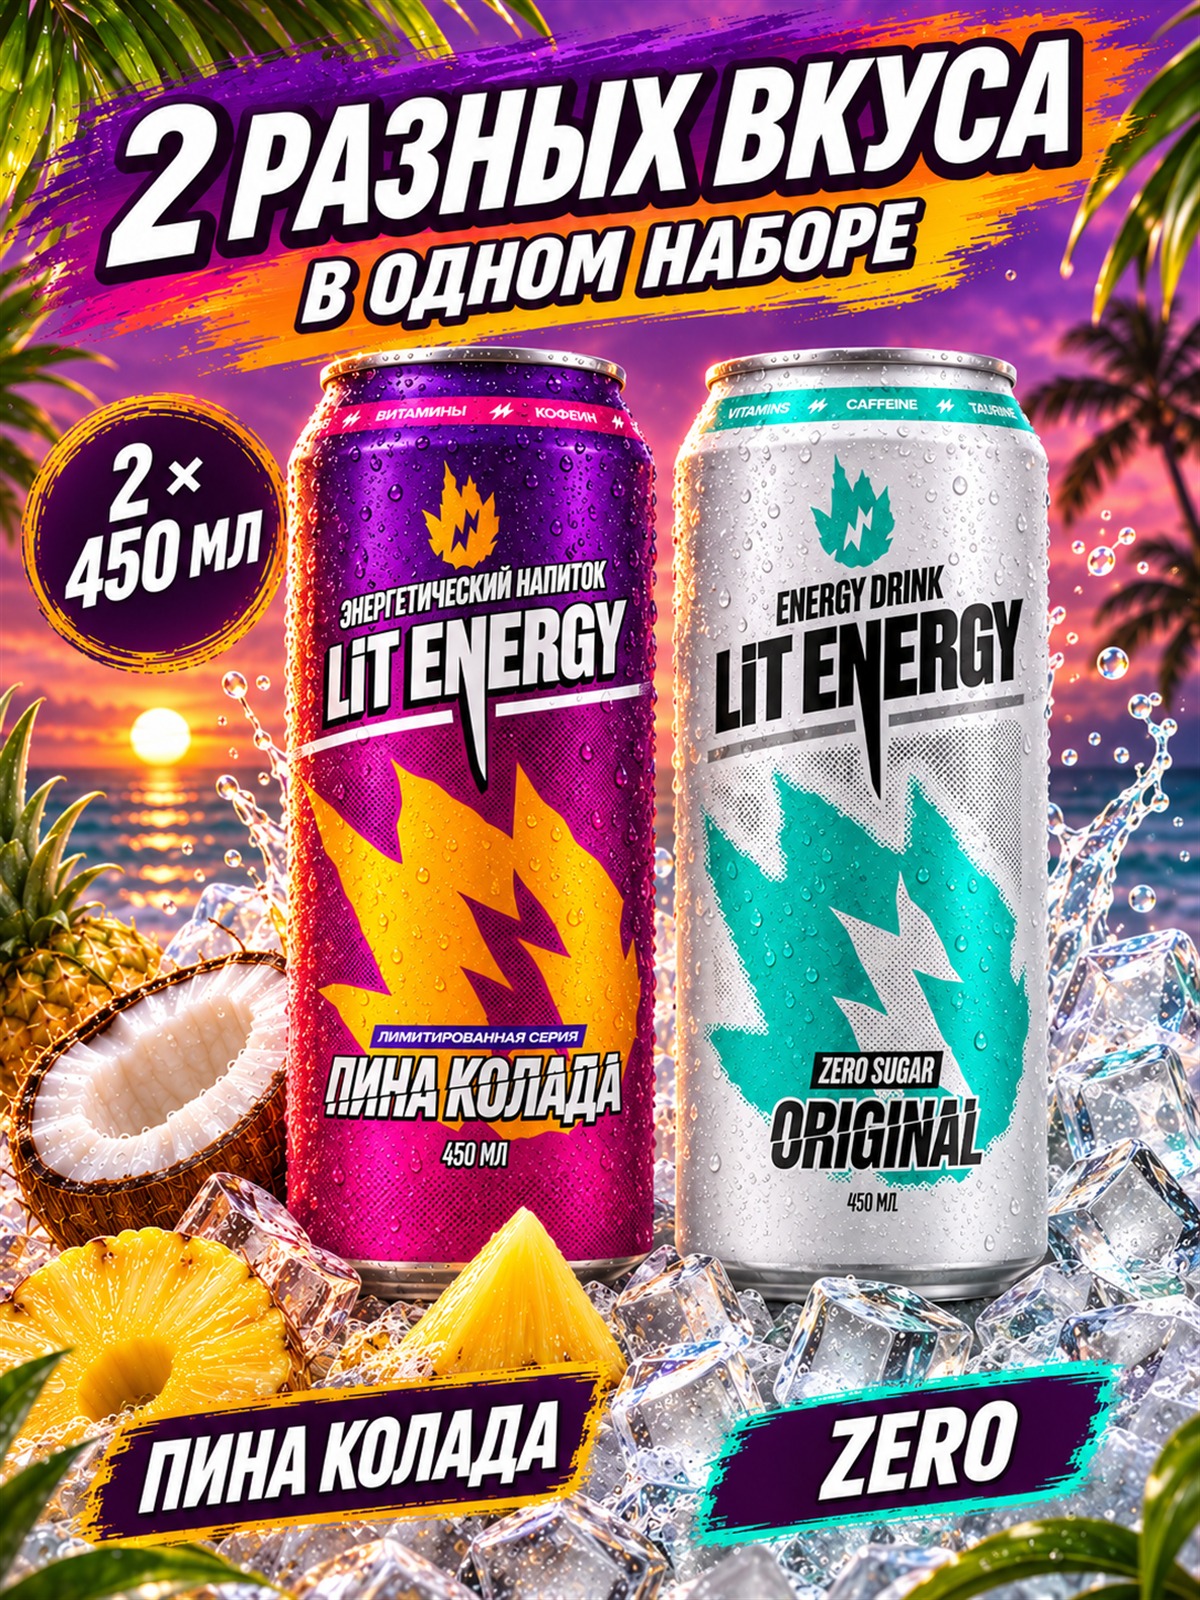 2 РАЗНЫХ ВКУСА
В ОДНОМ НАБОРЕ
2 ×
450 МЛ
ВИТАМИНЫ КОФЕИН
ЭНЕРГЕТИЧЕСКИЙ НАПИТОК
LiT ENERGY
ЛИМИТИРОВАННАЯ СЕРИЯ
ПИНА КОЛАДА
450 МЛ
VITAMINS CAFFEINE TAURINE
ENERGY DRINK
LiT ENERGY
ZERO SUGAR
ORIGINAL
450 МЛ
ПИНА КОЛАДА
ZERO